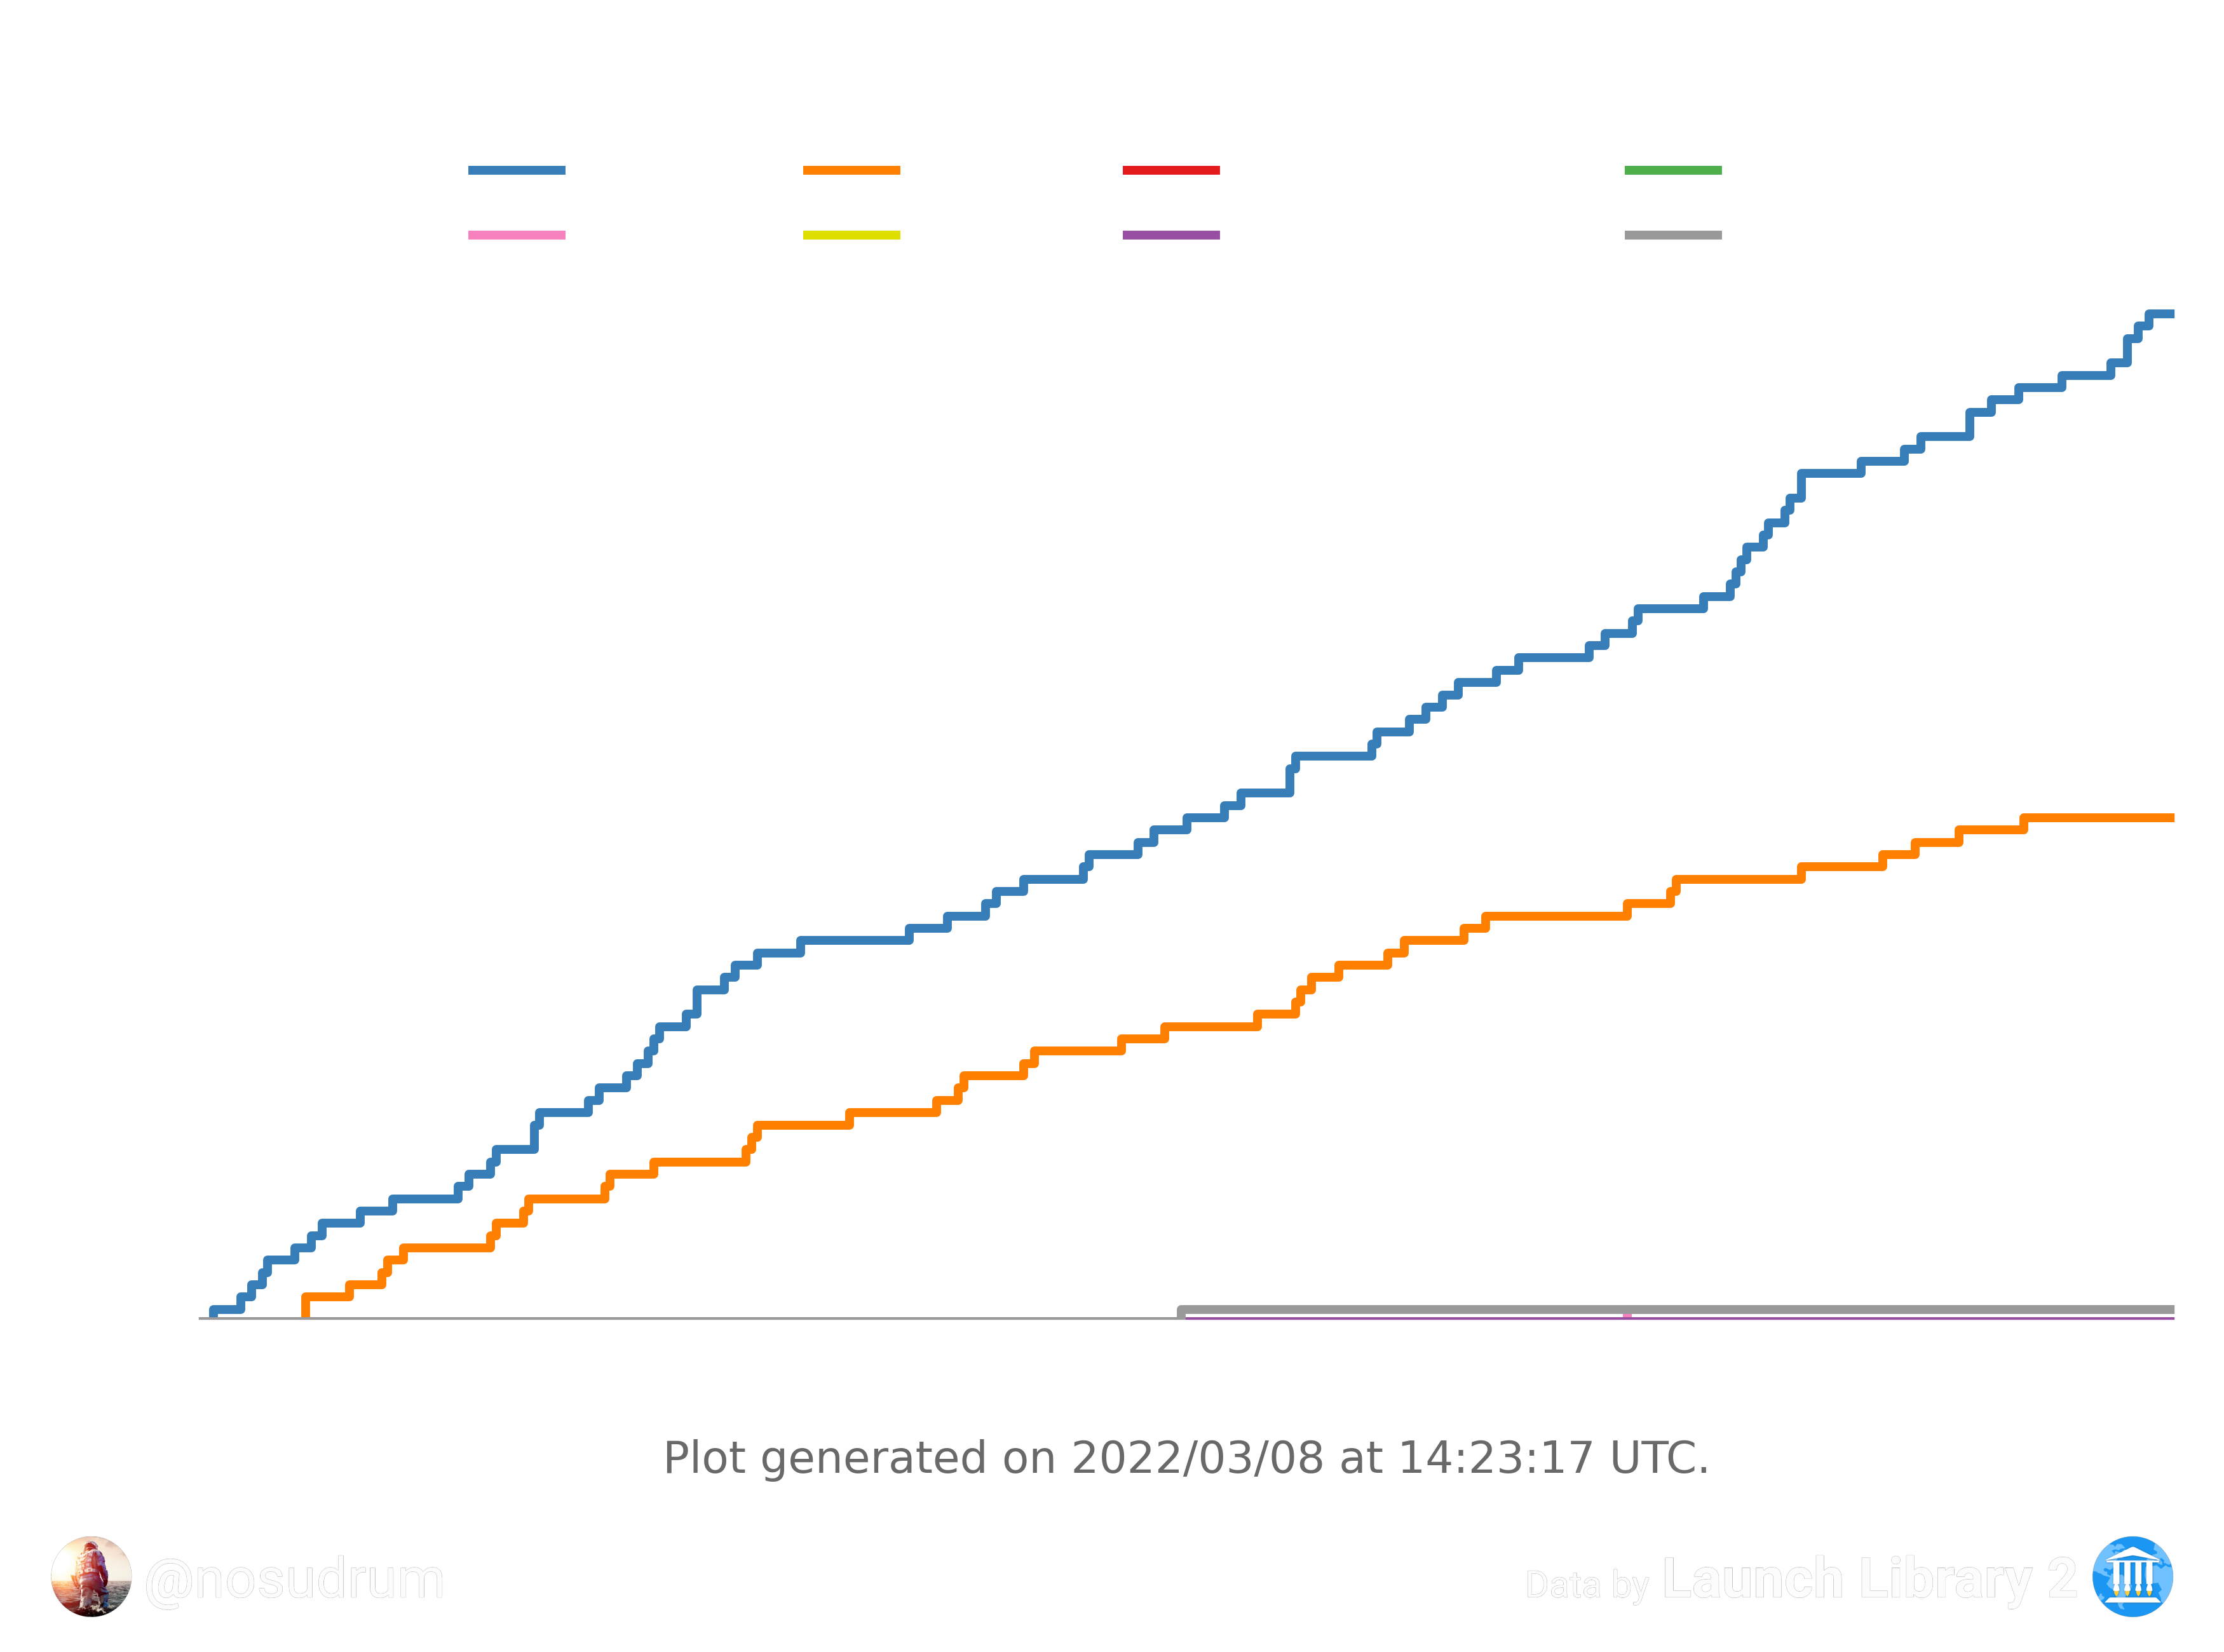 Plot generated on 2022/03/08 at 14:23:17 UTC.
@nosudrum
Data by Launch Library 2